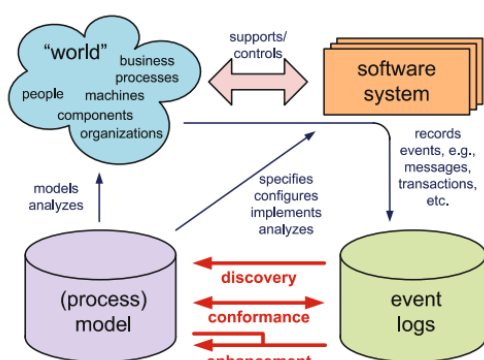 "world"
business
processes
people
machines
components
organizations
supports/
controls
software
system
models
analyzes
specifies
configures
implements
analyzes
records
events, e.g.,
messages,
transactions,
etc.
(process)
model
discovery
conformance
enhancement
event
logs